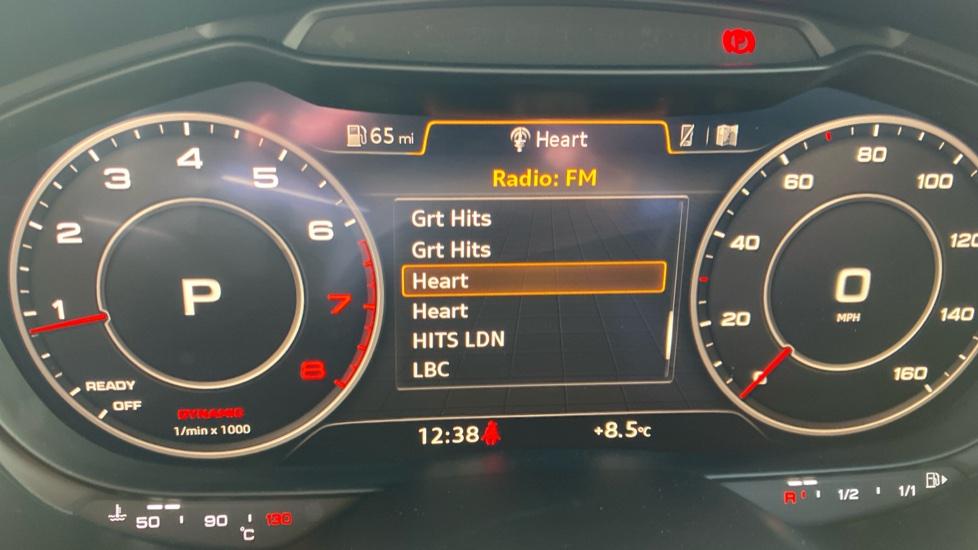 P
65 mi
Heart
Radio: FM
Grt Hits
Grt Hits
Heart
Heart
HITS LDN
LBC
12:38
+8.5°C
1
2
3
4
5
6
7
8
P
READY
OFF
DYNAMIC
1/min x 1000
0
20
40
60
80
100
120
140
160
0
MPH
50
90
130
°C
R
1/2
1/1